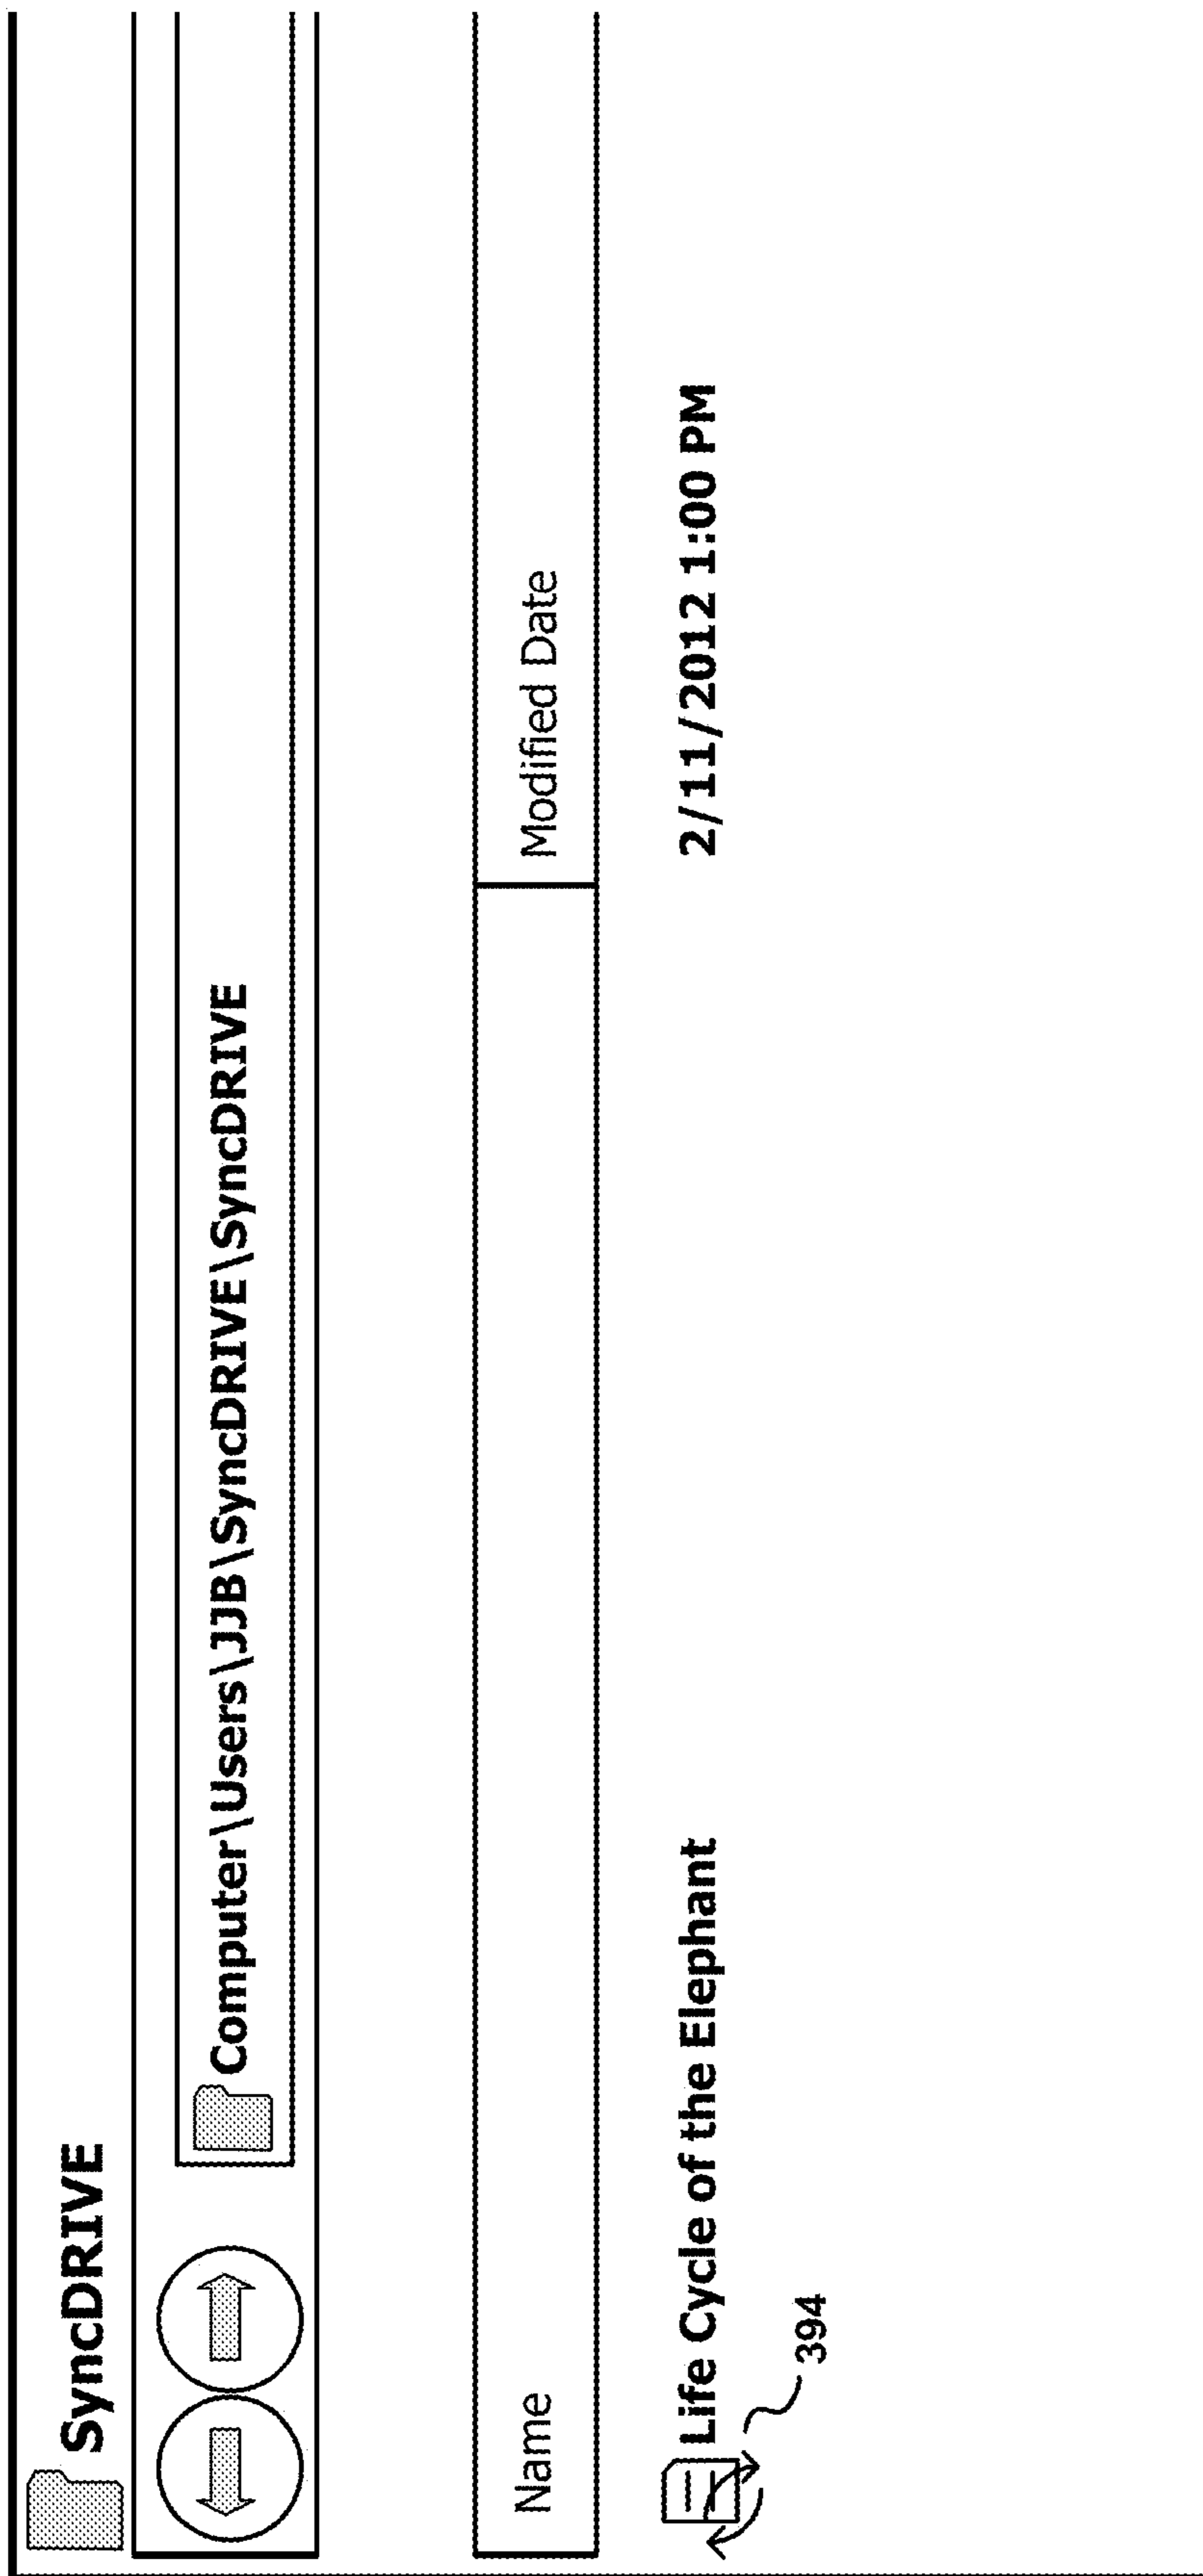 SyncDRIVE
Computer\Users\JJB\SyncDRIVE\SyncDRIVE
Name Modified Date
Life Cycle of the Elephant 2/11/2012 1:00 PM
394